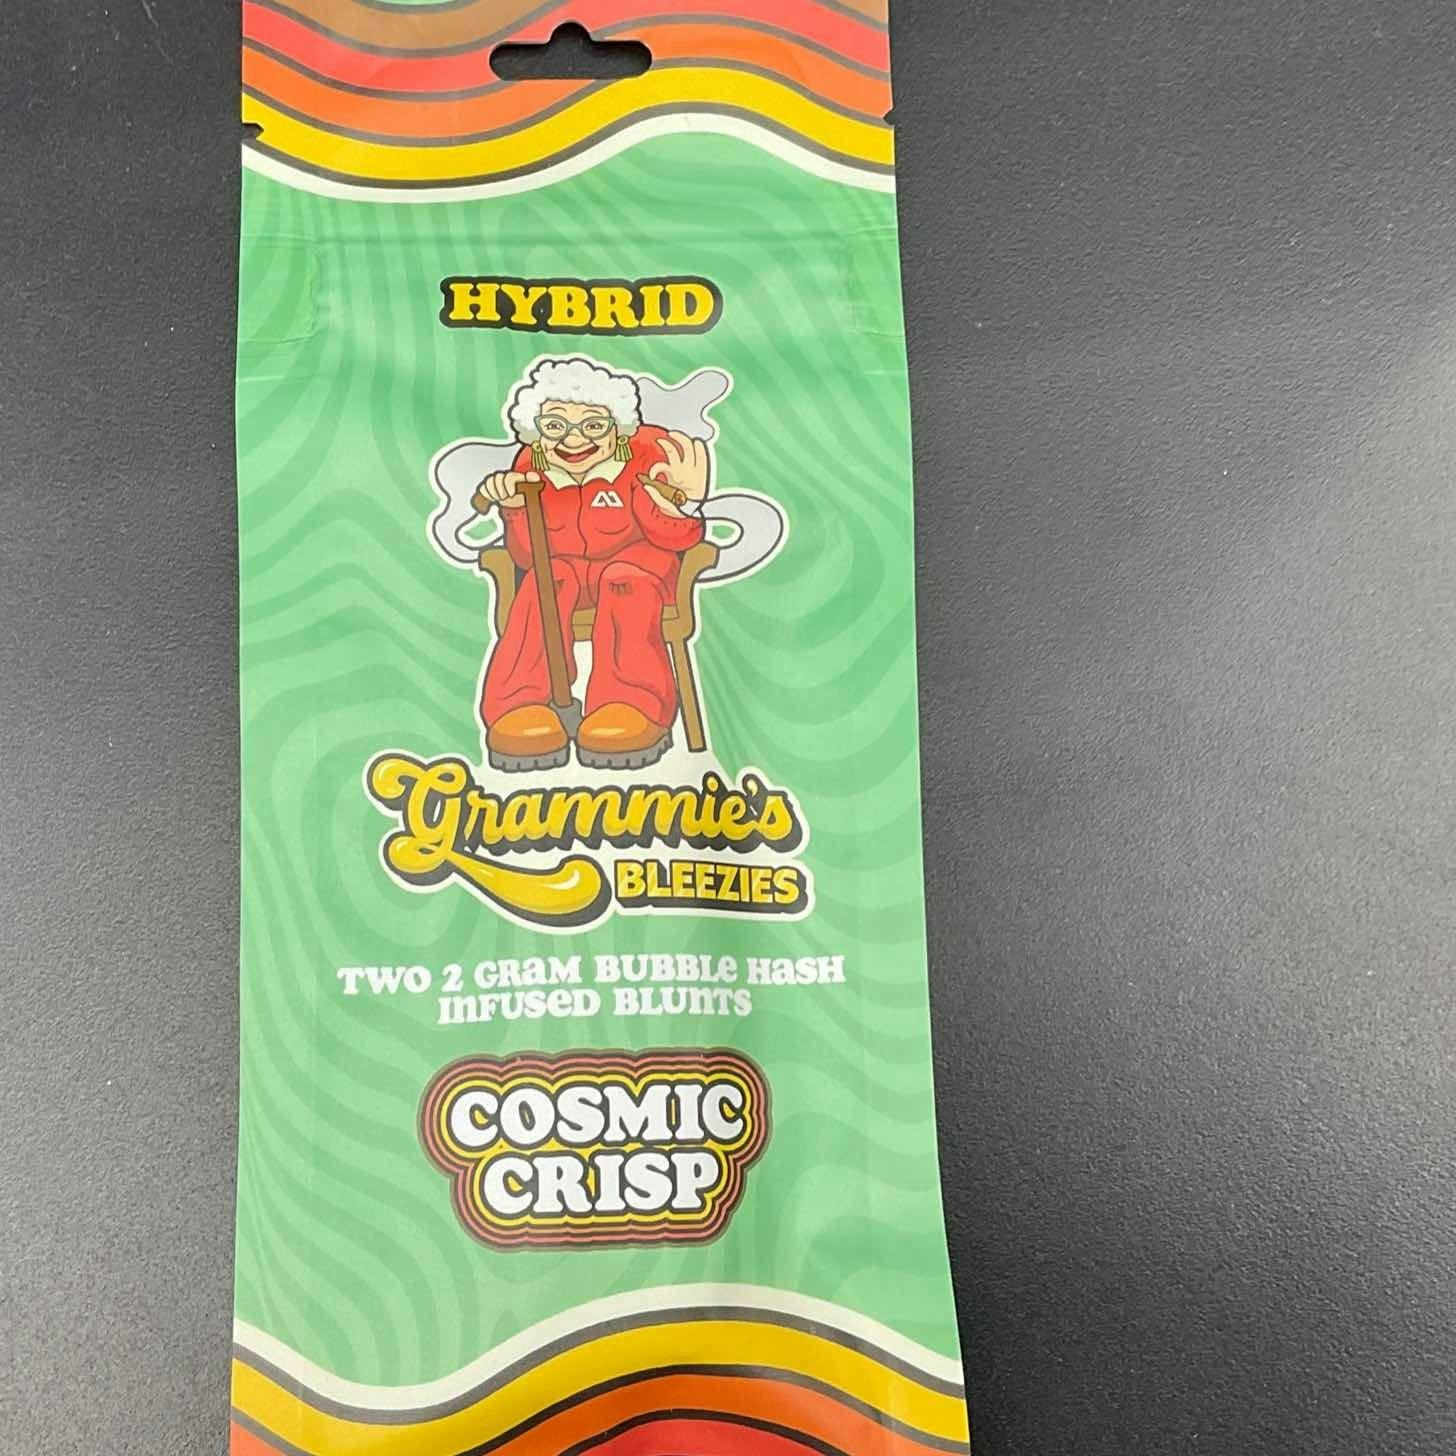 HYBRID
Grammie's
BLEEZIES
TWO 2 GRAM BUBBLE HASH
INFUSED BLUNTS
COSMIC
CRISP